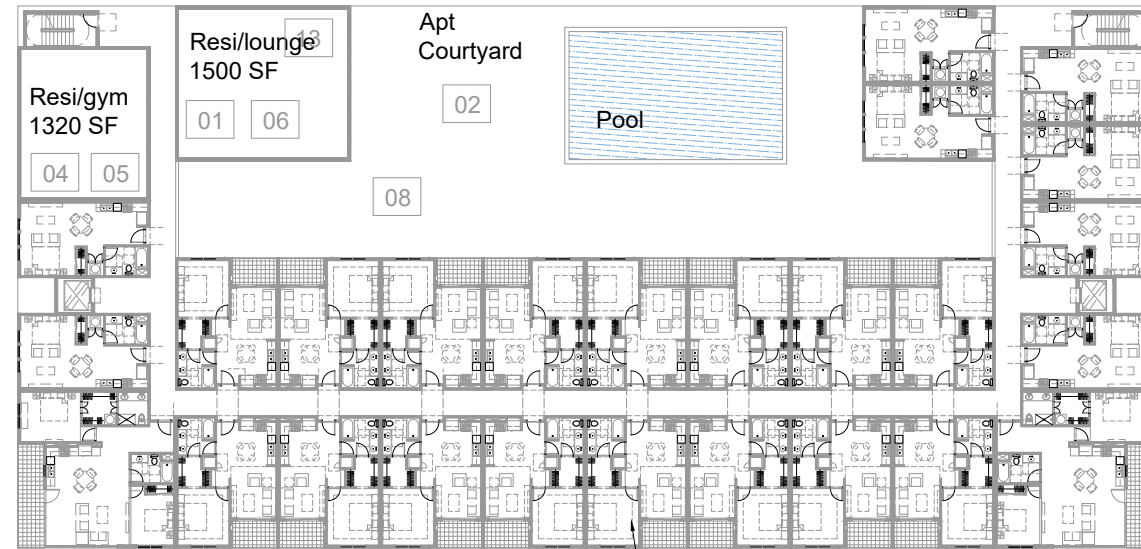 Resi/lounge
1500 SF
13
01
06
Apt
Courtyard
02
Pool
Resi/gym
1320 SF
04
05
08